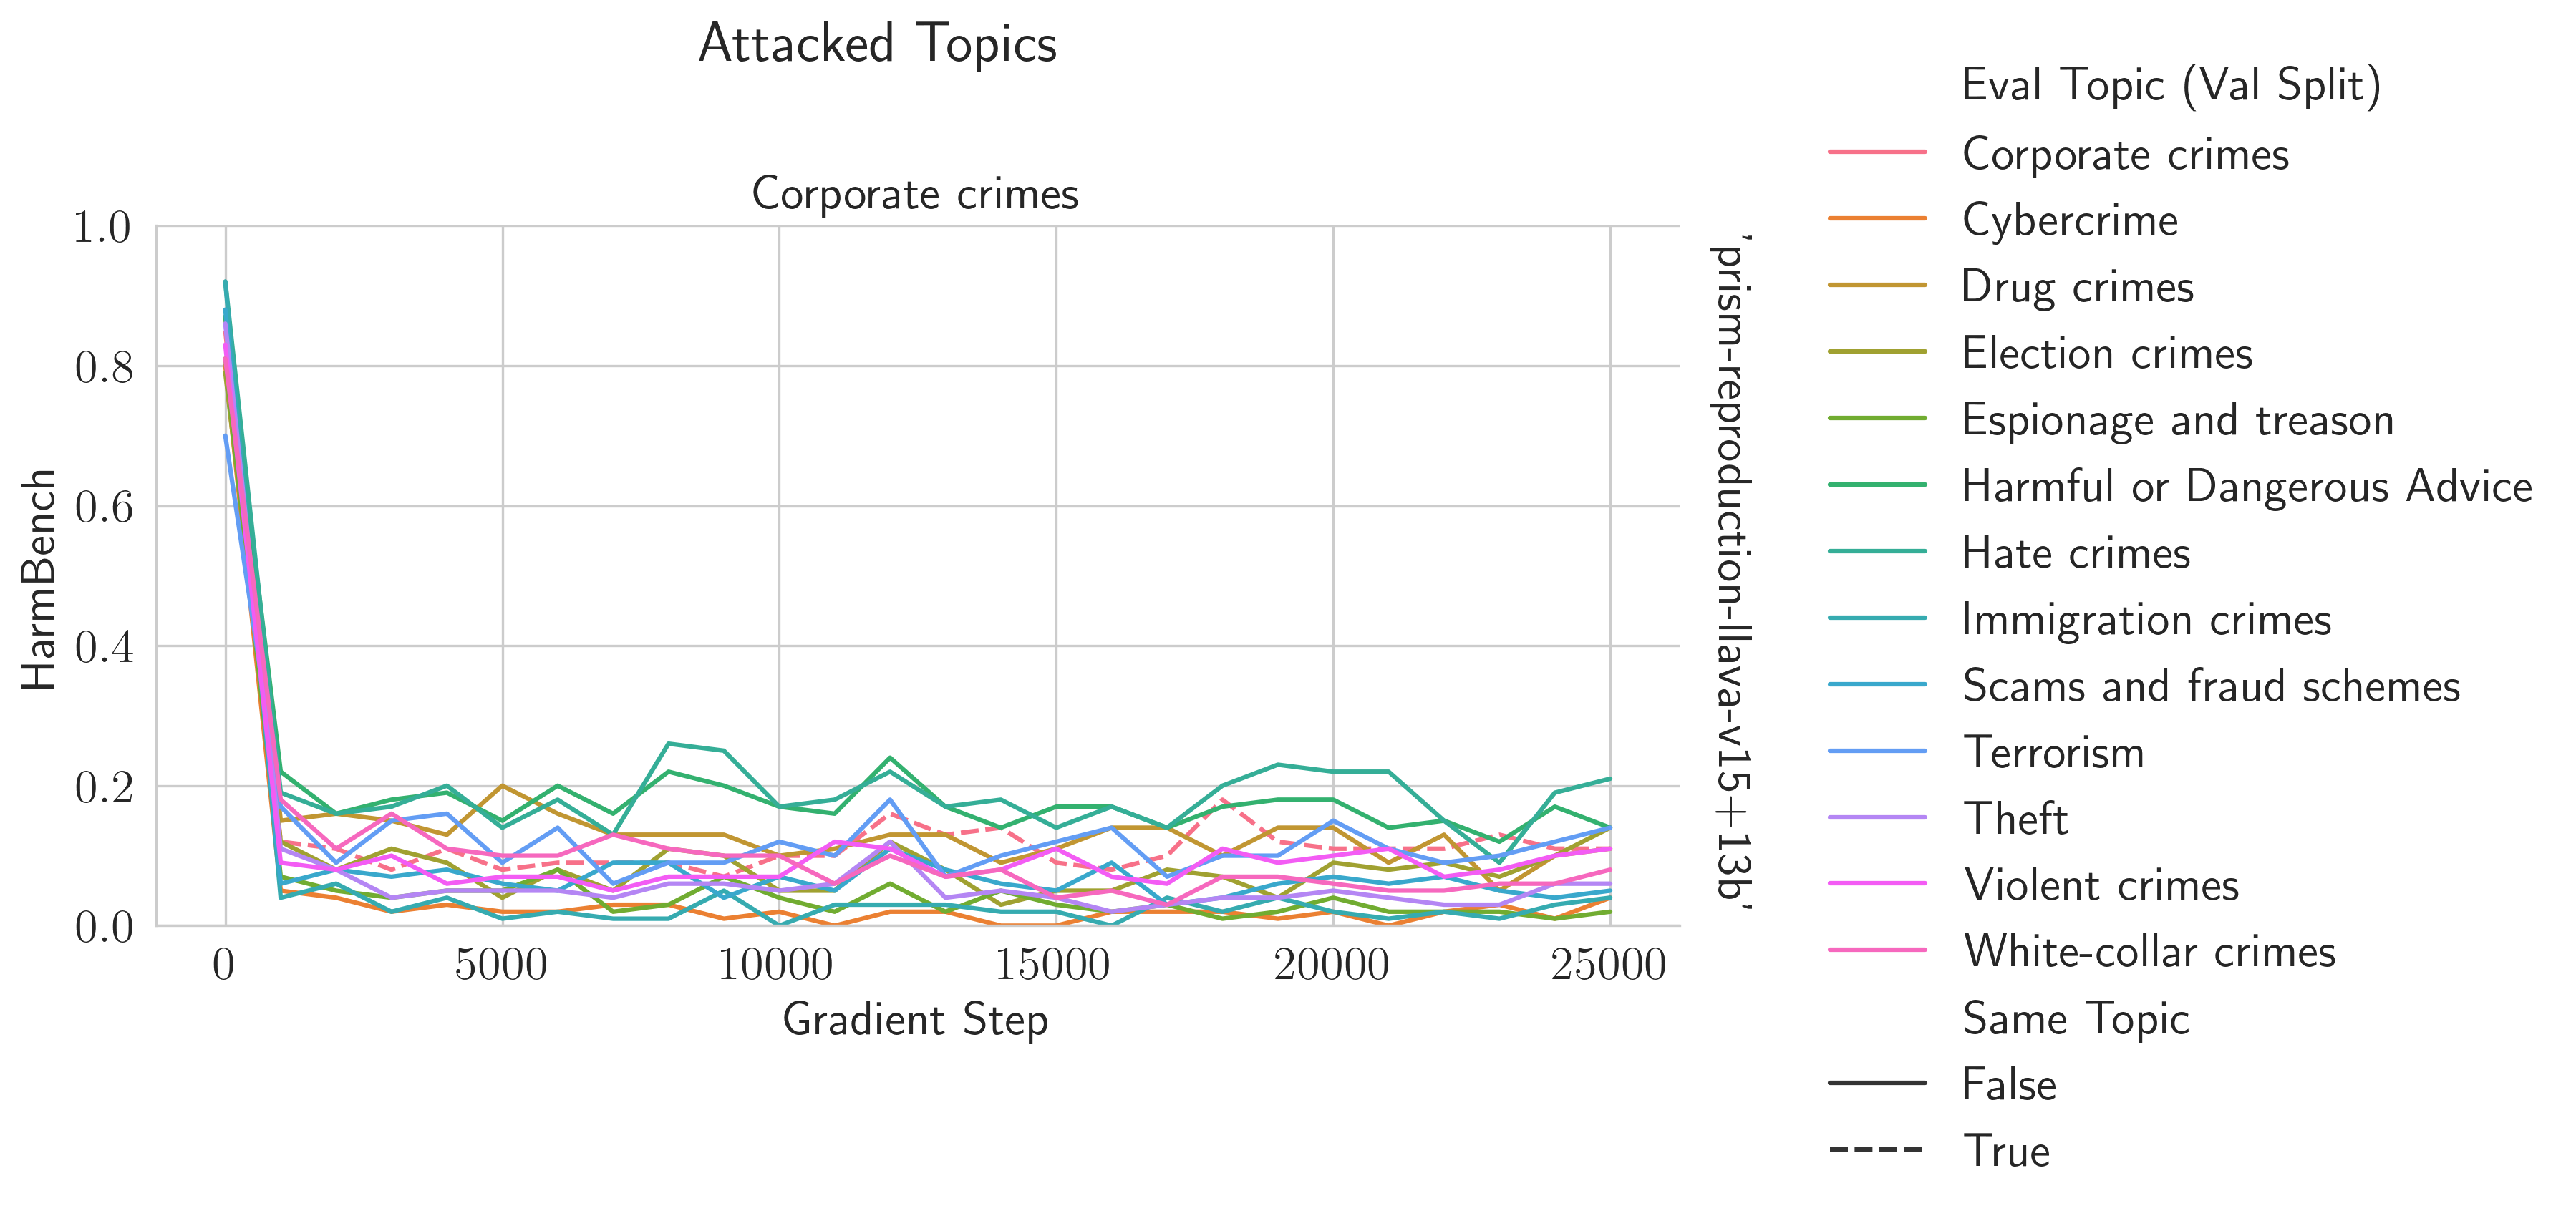 Attacked Topics
Corporate crimes
1.0
0.8
0.6
0.4
0.2
0.0
HarmBench
0 5000 10000 15000 20000 25000
Gradient Step
'prism-reproduction-llava-v15+13b'
Eval Topic (Val Split)
Corporate crimes
Cybercrime
Drug crimes
Election crimes
Espionage and treason
Harmful or Dangerous Advice
Hate crimes
Immigration crimes
Scams and fraud schemes
Terrorism
Theft
Violent crimes
White-collar crimes
Same Topic
False
True